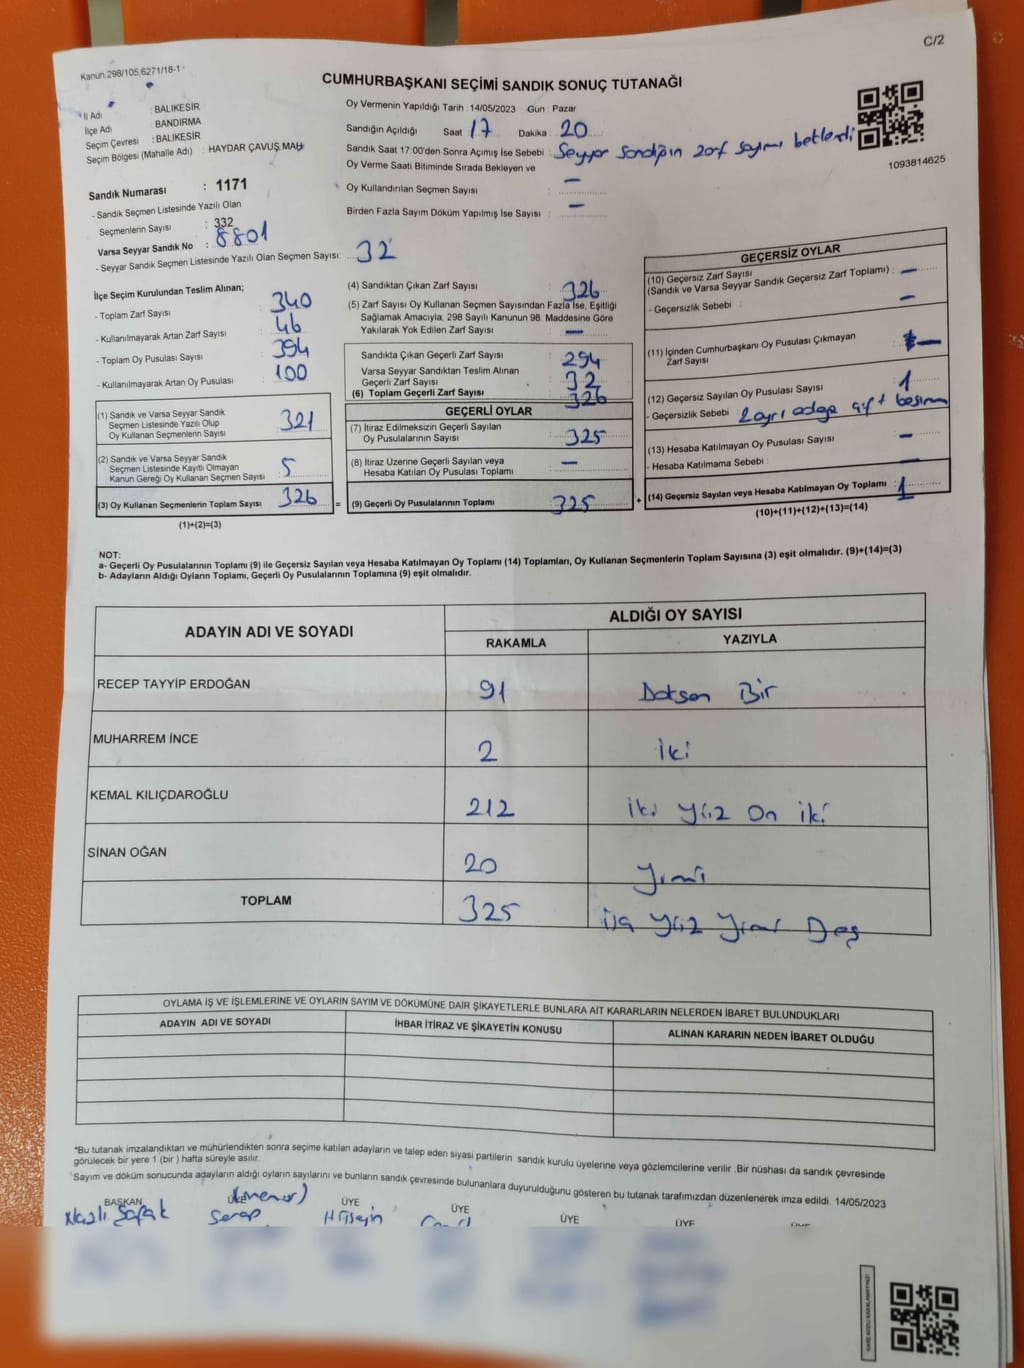 C/2
Kanun,298/105,6271/18-1
CUMHURBAŞKANI SEÇİMİ SANDIK SONUÇ TUTANAĞI
İl Adı : BALIKESİR
İlçe Adı BANDIRMA
Seçim Çevresi : BALIKESİR
Seçim Bölgesi (Mahalle Adı) : HAYDAR ÇAVUŞ MAH
Sandık Numarası : 1171
- Sandık Seçmen Listesinde Yazılı Olan
Seçmenlerin Sayısı : 332
Varsa Seyyar Sandık No : 8801
- Seyyar Sandık Seçmen Listesinde Yazılı Olan Seçmen Sayısı: 32
Oy Vermenin Yapıldığı Tarih : 14/05/2023 Gün : Pazar
Sandığın Açıldığı Saat : 17 Dakika : 20
Sandık Saat 17:00'den Sonra Açımış İse Sebebi : Seyyar Sandığın zarf sayımı beklendi
Oy Verme Saati Bitiminde Sırada Bekleyen ve
Oy Kullandırılan Seçmen Sayısı : –
Birden Fazla Sayım Döküm Yapılmış İse Sayısı : –
1093814625
İlçe Seçim Kurulundan Teslim Alınan;
- Toplam Zarf Sayısı : 340
- Kullanılmayarak Artan Zarf Sayısı : 46
- Toplam Oy Pusulası Sayısı : 394
- Kullanılmayarak Artan Oy Pusulası : 100
(1) Sandık ve Varsa Seyyar Sandık
Seçmen Listesinde Yazılı Olup
Oy Kullanan Seçmenlerin Sayısı : 321
(2) Sandık ve Varsa Seyyar Sandık
Seçmen Listesinde Kayıtlı Olmayan
Kanun Gereği Oy Kullanan Seçmen Sayısı : 5
(3) Oy Kullanan Seçmenlerin Toplam Sayısı : 326
(1)+(2)=(3)
(4) Sandıktan Çıkan Zarf Sayısı : 326
(5) Zarf Sayısı Oy Kullanan Seçmen Sayısından Fazla İse, Eşitliği
Sağlamak Amacıyla, 298 Sayılı Kanunun 98. Maddesine Göre
Yakılarak Yok Edilen Zarf Sayısı : –
Sandıkta Çıkan Geçerli Zarf Sayısı : 294
Varsa Seyyar Sandıktan Teslim Alınan
Geçerli Zarf Sayısı : 32
(6) Toplam Geçerli Zarf Sayısı : 326
GEÇERLİ OYLAR
(7) İtiraz Edilmeksizin Geçerli Sayılan
Oy Pusulalarının Sayısı : 325
(8) İtiraz Üzerine Geçerli Sayılan veya
Hesaba Katılan Oy Pusulası Toplamı : –
= (9) Geçerli Oy Pusulalarının Toplamı : 325
GEÇERSİZ OYLAR
(10) Geçersiz Zarf Sayısı
(Sandık ve Varsa Seyyar Sandık Geçersiz Zarf Toplamı) : –
- Geçersizlik Sebebi : –
(11) İçinden Cumhurbaşkanı Oy Pusulası Çıkmayan
Zarf Sayısı : –
(12) Geçersiz Sayılan Oy Pusulası Sayısı : 1
- Geçersizlik Sebebi : 2 ayrı adaya çift basım
(13) Hesaba Katılmayan Oy Pusulası Sayısı : –
- Hesaba Katılmama Sebebi : –
+ (14) Geçersiz Sayılan veya Hesaba Katılmayan Oy Toplamı : 1
(10)+(11)+(12)+(13)=(14)
NOT:
a- Geçerli Oy Pusulalarının Toplamı (9) ile Geçersiz Sayılan veya Hesaba Katılmayan Oy Toplamı (14) Toplamları, Oy Kullanan Seçmenlerin Toplam Sayısına (3) eşit olmalıdır. (9)+(14)=(3)
b- Adayların Aldığı Oyların Toplamı, Geçerli Oy Pusulalarının Toplamına (9) eşit olmalıdır.
ADAYIN ADI VE SOYADI ALDIĞI OY SAYISI
RAKAMLA YAZIYLA
RECEP TAYYİP ERDOĞAN 91 Doksan Bir
MUHARREM İNCE 2 İki
KEMAL KILIÇDAROĞLU 212 İki Yüz On iki
SİNAN OĞAN 20 Yirmi
TOPLAM 325 Üç Yüz Yirmi Beş
OYLAMA İŞ VE İŞLEMLERİNE VE OYLARIN SAYIM VE DÖKÜMÜNE DAİR ŞİKAYETLERLE BUNLARA AİT KARARLARIN NELERDEN İBARET BULUNDUKLARI
ADAYIN ADI VE SOYADI İHBAR İTİRAZ VE ŞİKAYETİN KONUSU ALINAN KARARIN NEDEN İBARET OLDUĞU
*Bu tutanak imzalandıktan ve mühürlendikten sonra seçime katılan adayların ve talep eden siyasi partilerin sandık kurulu üyelerine veya gözlemcilerine verilir .Bir nüshası da sandık çevresinde
görülecek bir yere 1 (bir ) hafta süreyle asılır.
Sayım ve döküm sonucunda adayların aldığı oyların sayılarını ve bunların sandık çevresinde bulunanlara duyurulduğunu gösteren bu tutanak tarafımızdan düzenlenerek imza edildi. 14/05/2023
BAŞKAN ÜYE ÜYE ÜYE ÜYE ÜYE
Nazlı Şafak Serap Hüseyin